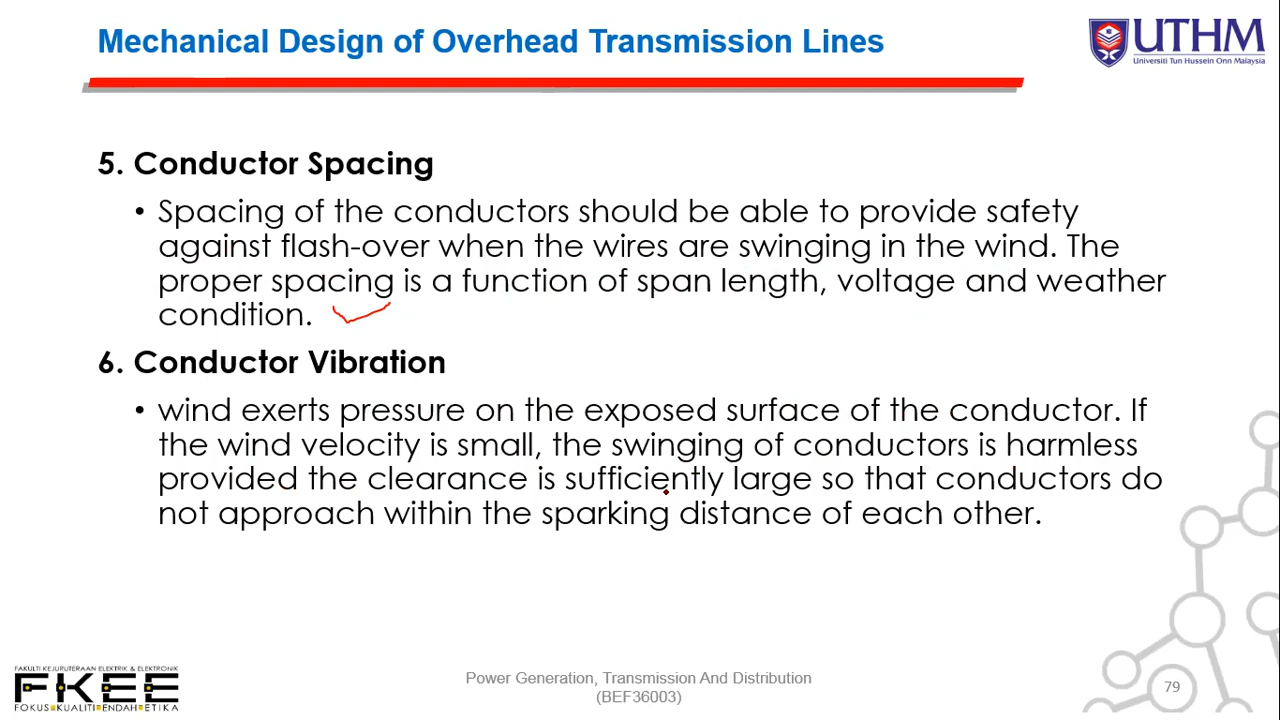 Mechanical Design of Overhead Transmission Lines
UTHM
Universiti Tun Hussein Onn Malaysia
5. Conductor Spacing
• Spacing of the conductors should be able to provide safety
against flash-over when the wires are swinging in the wind. The
proper spacing is a function of span length, voltage and weather
condition.
6. Conductor Vibration
• wind exerts pressure on the exposed surface of the conductor. If
the wind velocity is small, the swinging of conductors is harmless
provided the clearance is sufficiently large so that conductors do
not approach within the sparking distance of each other.
FAKULTI KEJURUTERAAN ELEKTRIK & ELEKTRONIK
FKEE
FOKUS KUALITI ENDAH ETIKA
Power Generation, Transmission And Distribution
(BEF36003)
79